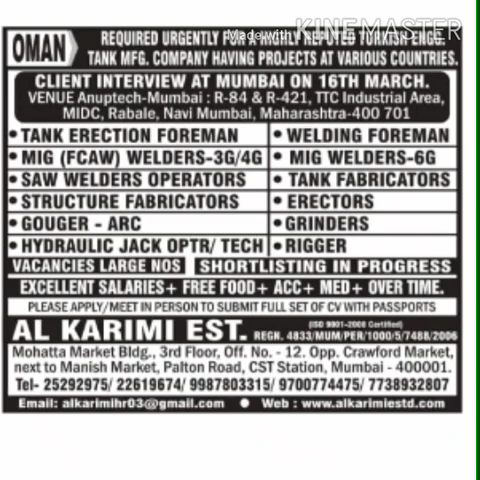 Made with KINEMASTER
OMAN
REQUIRED URGENTLY FOR A HIGHLY REPUTED TURKISH ENGG.
TANK MFG. COMPANY HAVING PROJECTS AT VARIOUS COUNTRIES.
CLIENT INTERVIEW AT MUMBAI ON 16TH MARCH.
VENUE Anuptech-Mumbai : R-84 & R-421, TTC Industrial Area,
MIDC, Rabale, Navi Mumbai, Maharashtra-400 701
• TANK ERECTION FOREMAN • WELDING FOREMAN
• MIG (FCAW) WELDERS-3G/4G • MIG WELDERS-6G
• SAW WELDERS OPERATORS • TANK FABRICATORS
• STRUCTURE FABRICATORS • ERECTORS
• GOUGER - ARC • GRINDERS
• HYDRAULIC JACK OPTR/ TECH • RIGGER
VACANCIES LARGE NOS SHORTLISTING IN PROGRESS
EXCELLENT SALARIES+ FREE FOOD+ ACC+ MED+ OVER TIME.
PLEASE APPLY/MEET IN PERSON TO SUBMIT FULL SET OF CV WITH PASSPORTS
AL KARIMI EST. (ISO 9001-2008 Certified)
REGN. 4833/MUM/PER/1000/5/7488/2006
Mohatta Market Bldg., 3rd Floor, Off. No. - 12. Opp. Crawford Market,
next to Manish Market, Palton Road, CST Station, Mumbai - 400001.
Tel- 25292975/ 22619674/ 9987803315/ 9700774475/ 7738932807
Email: alkarimihr03@gmail.com • Web : www.alkarimiestd.com